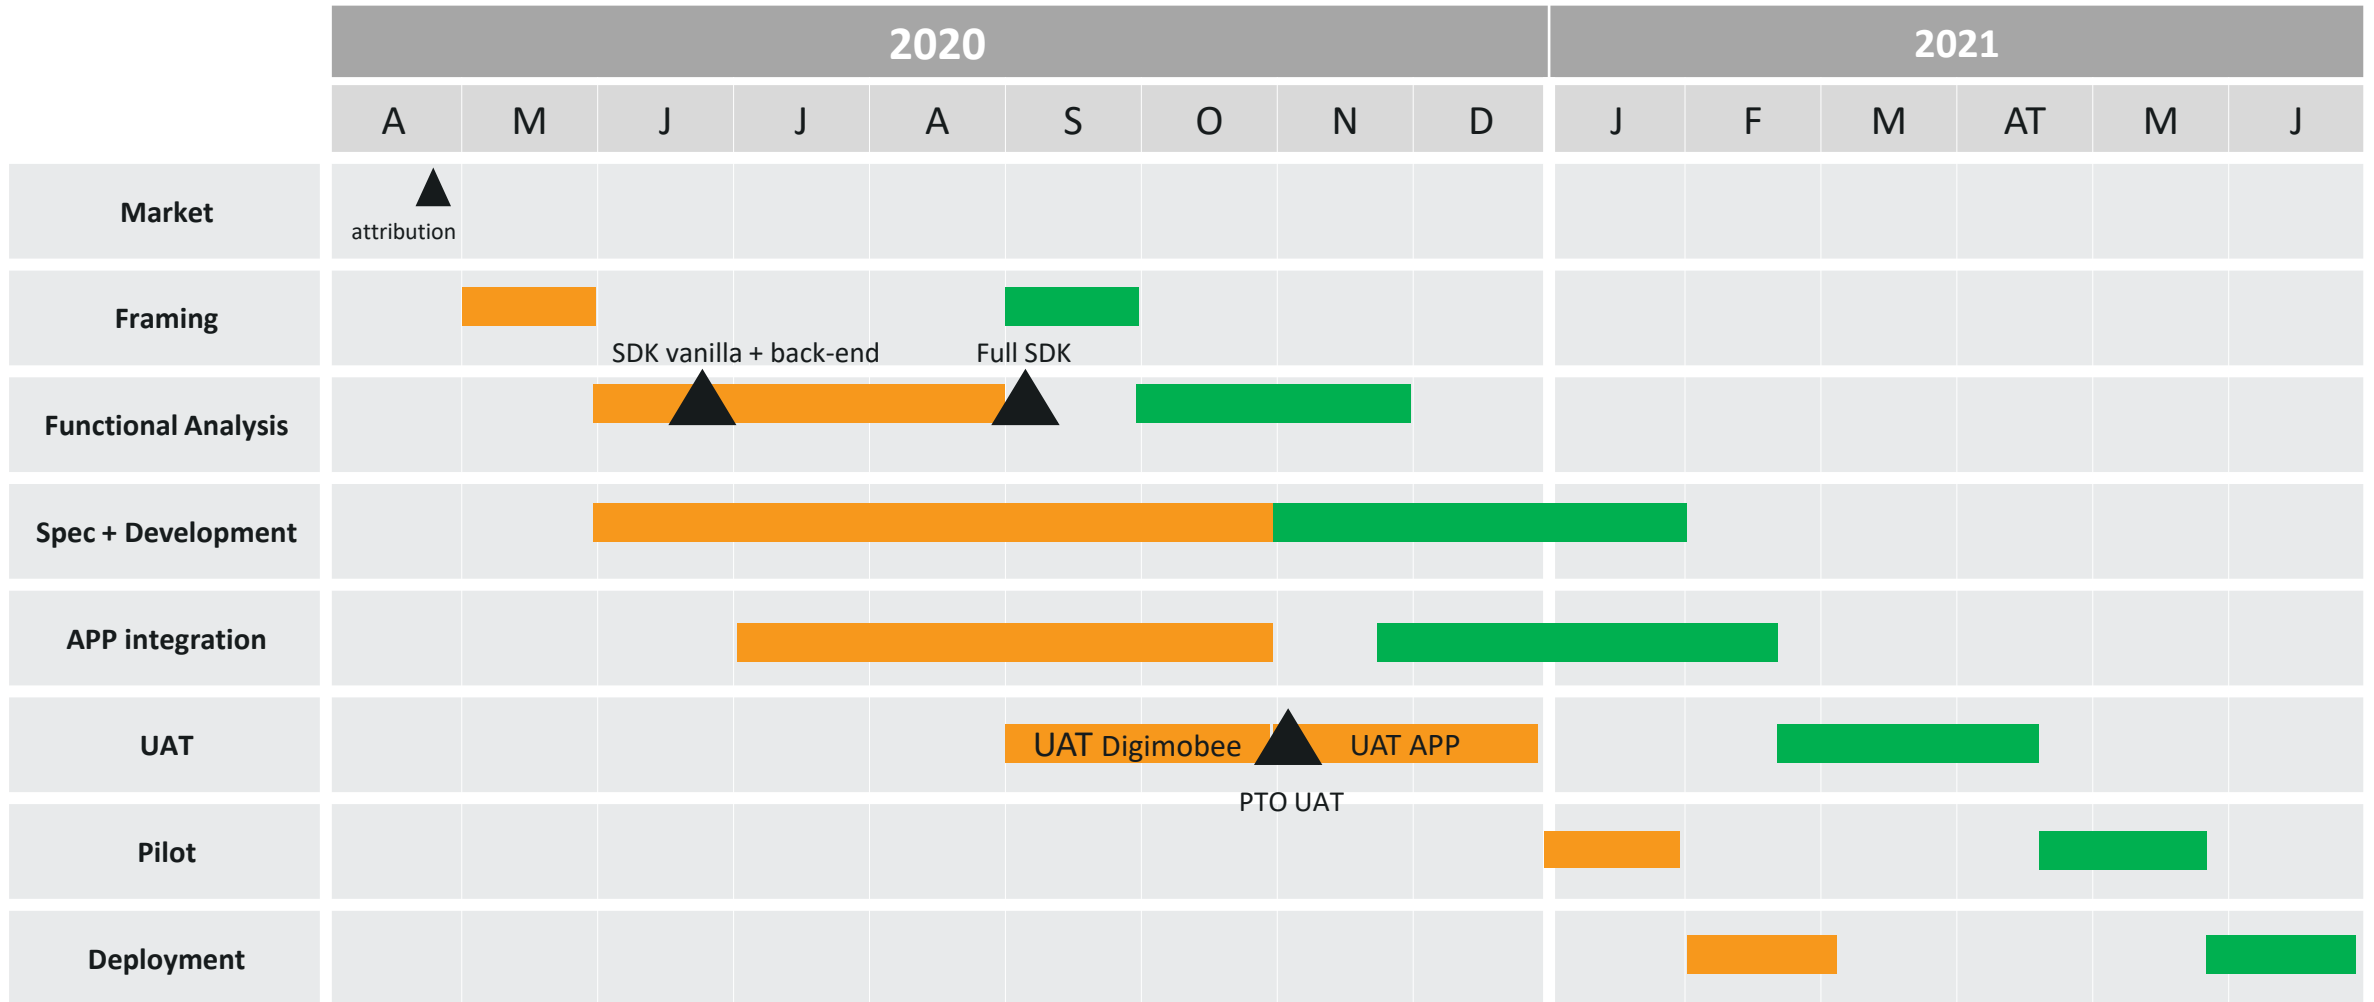 2020
2021
A M J J A S O N D J F M AT M J
Market
attribution
Framing
SDK vanilla + back-end
Full SDK
Functional Analysis
Spec + Development
APP integration
UAT
UAT Digimobee
UAT APP
PTO UAT
Pilot
Deployment